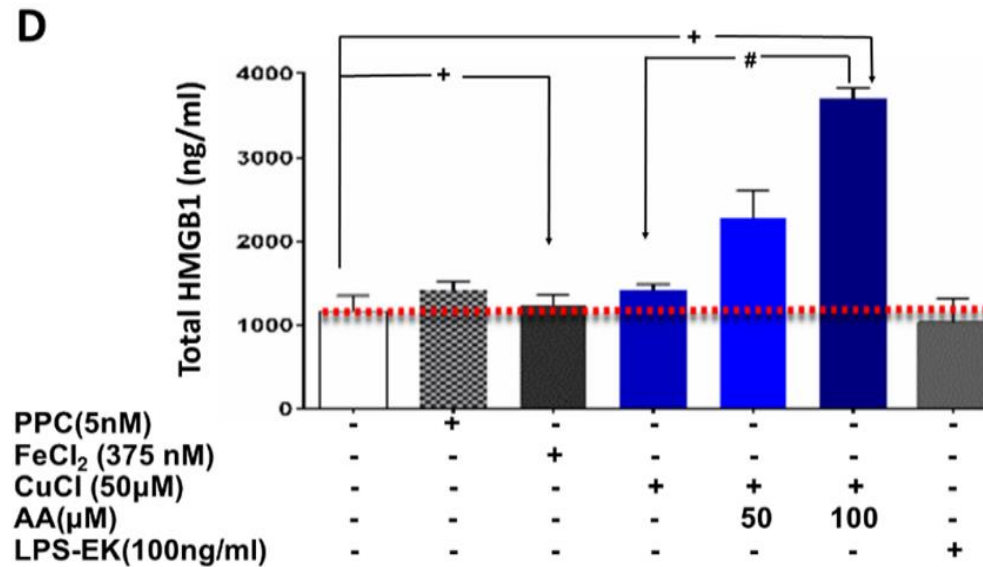 D
+
+
#
Total HMGB1 (ng/ml)
4000
3000
2000
1000
0
PPC(5nM) - + - - - - -
FeCl₂ (375 nM) - - + - - - -
CuCl (50µM) - - - + + + -
AA(µM) - - - - 50 100 -
LPS-EK(100ng/ml) - - - - - - +